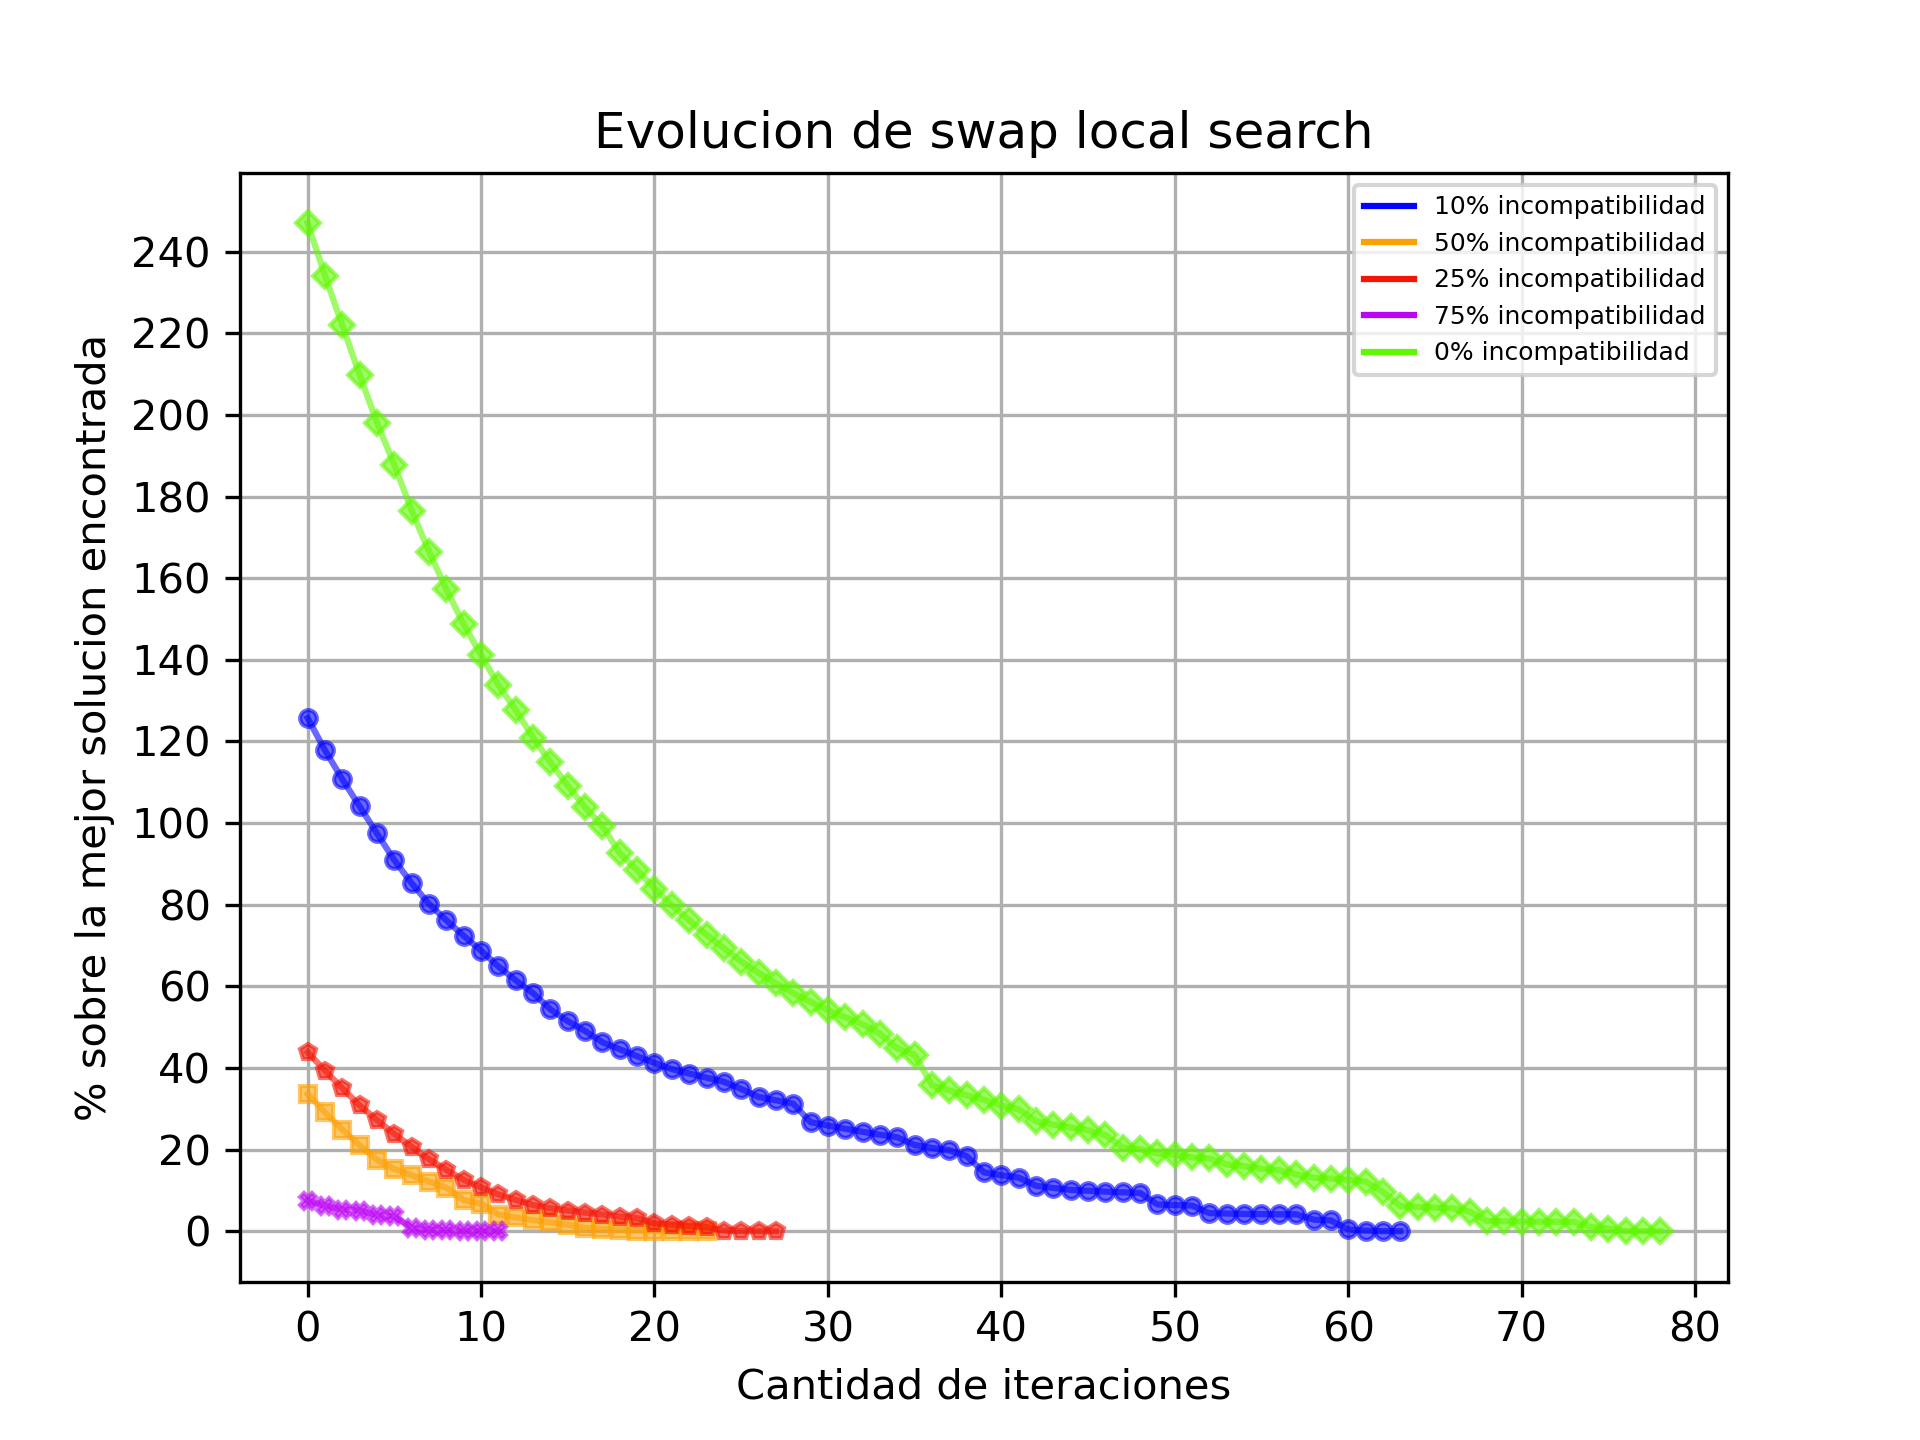 Evolucion de swap local search
10% incompatibilidad
50% incompatibilidad
25% incompatibilidad
75% incompatibilidad
0% incompatibilidad
% sobre la mejor solucion encontrada
240
220
200
180
160
140
120
100
80
60
40
20
0
0 10 20 30 40 50 60 70 80
Cantidad de iteraciones